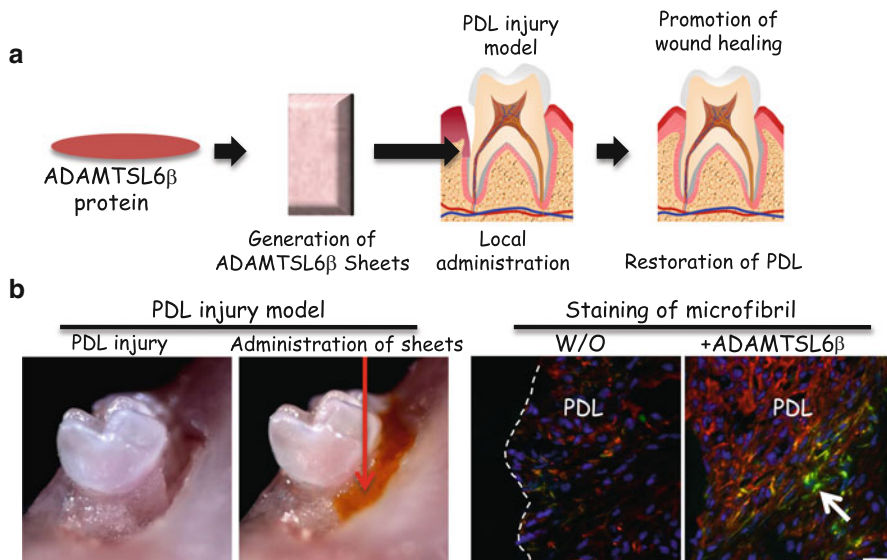 a
ADAMTSL6β
protein
Generation of
ADAMTSL6β Sheets
PDL injury
model
Local
administration
Promotion of
wound healing
Restoration of PDL
b
PDL injury model
PDL injury
Administration of sheets
Staining of microfibril
W/O
+ADAMTSL6β
PDL
PDL